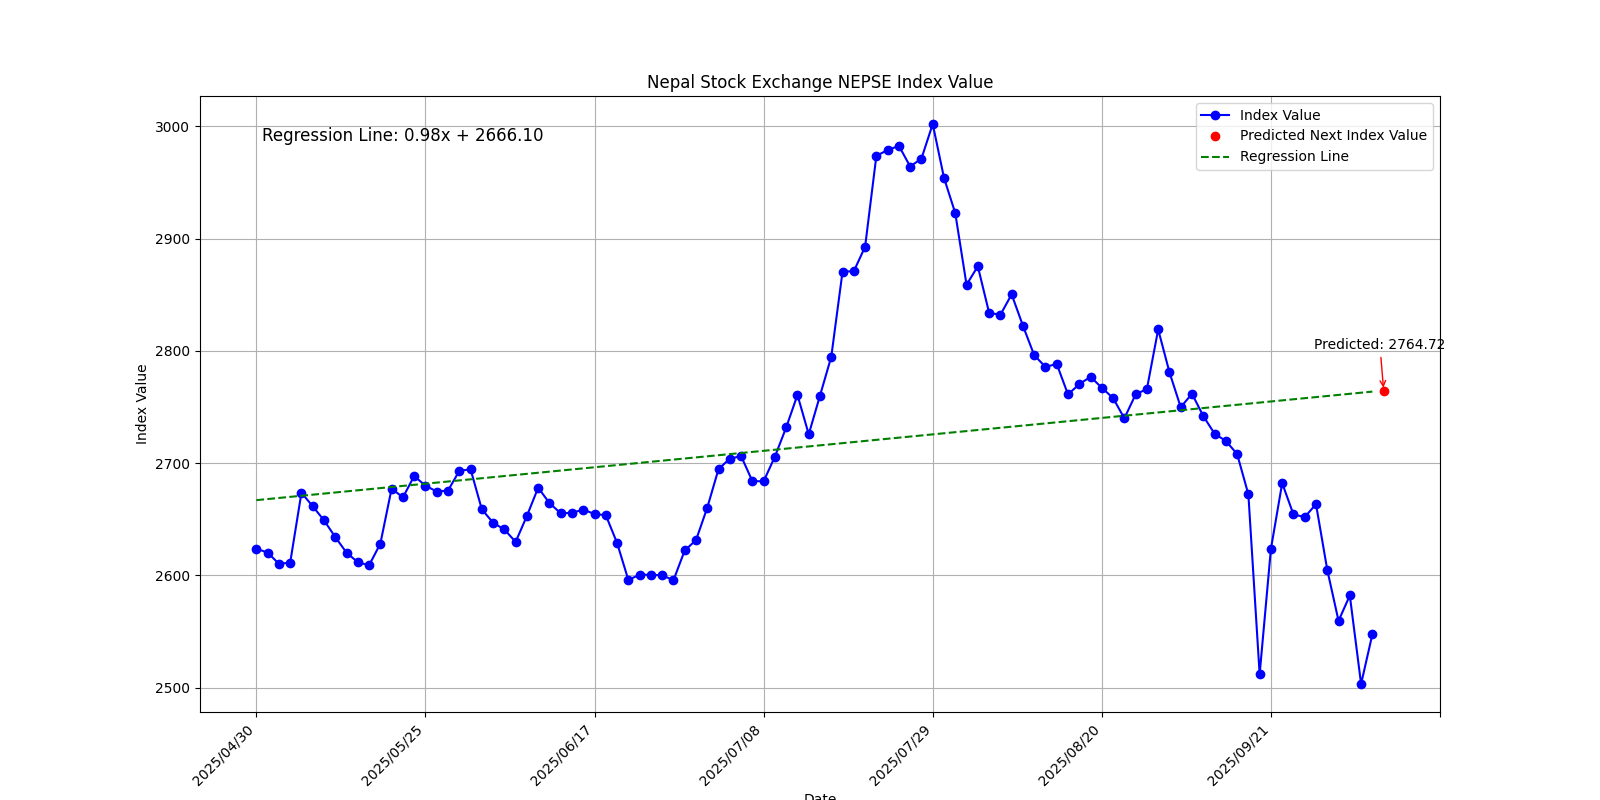 Nepal Stock Exchange NEPSE Index Value
Regression Line: 0.98x + 2666.10
Index Value
Predicted Next Index Value
Regression Line
Predicted: 2764.72
Index Value
3000
2900
2800
2700
2600
2500
2025/04/30
2025/05/25
2025/06/17
2025/07/08
2025/07/29
2025/08/20
2025/09/21
Date